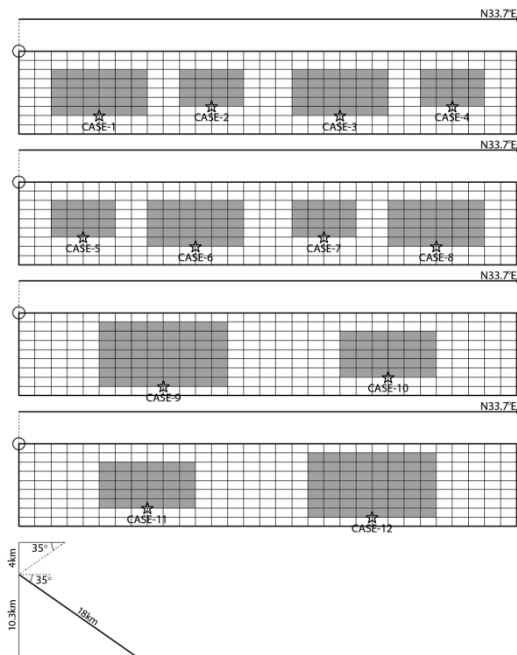 N33.7°E
CASE-1 CASE-2 CASE-3 CASE-4
N33.7°E
CASE-5 CASE-6 CASE-7 CASE-8
N33.7°E
CASE-9 CASE-10
N33.7°E
CASE-11 CASE-12
4km
35°
35°
10.3km
18km